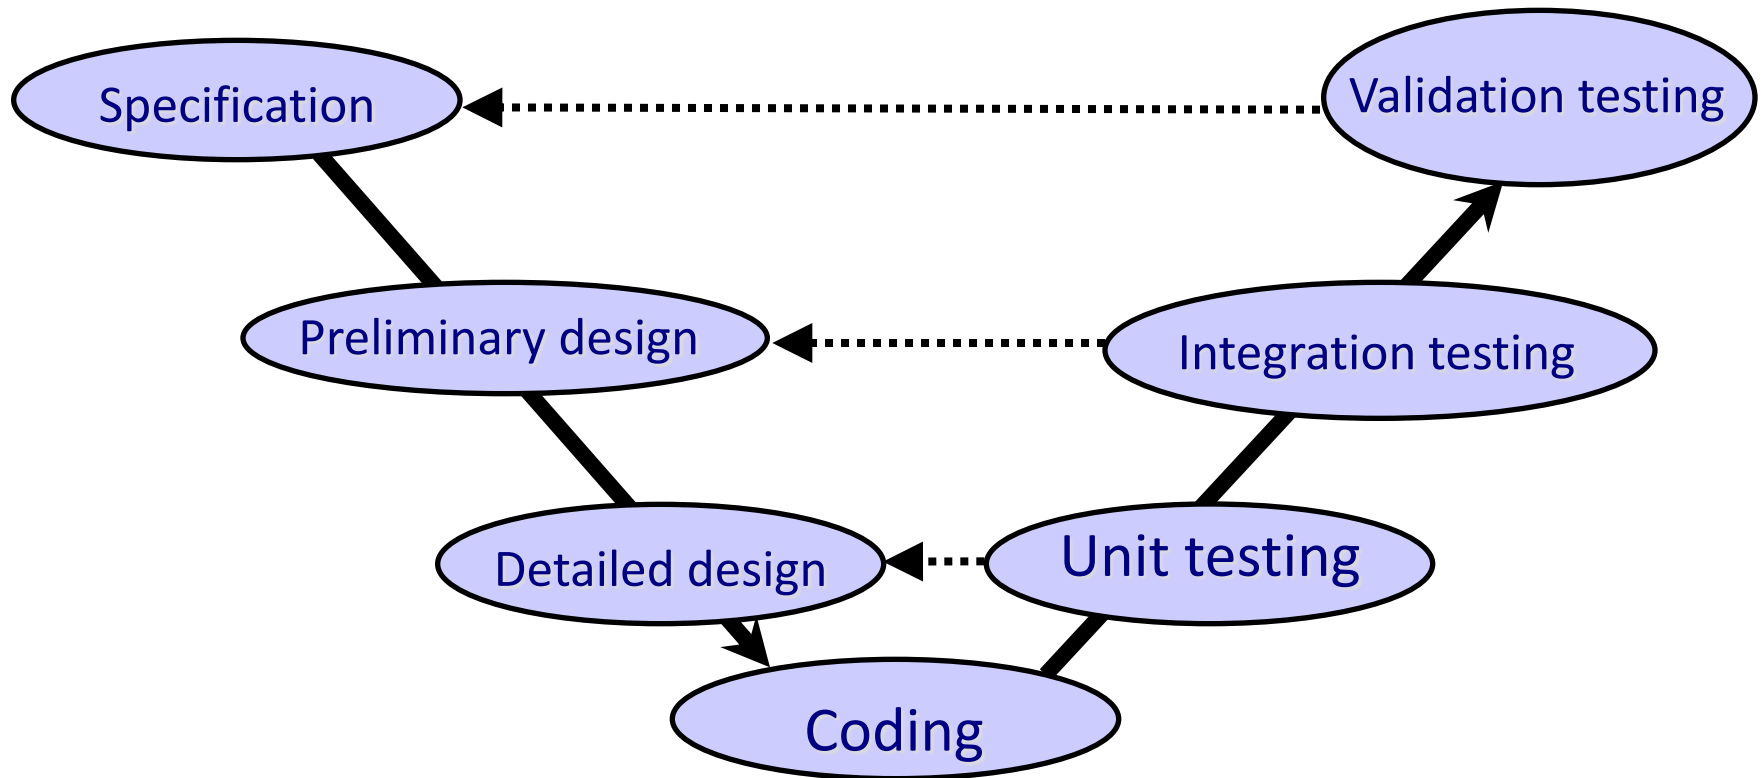 Specification
Validation testing
Preliminary design
Integration testing
Detailed design
Unit testing
Coding